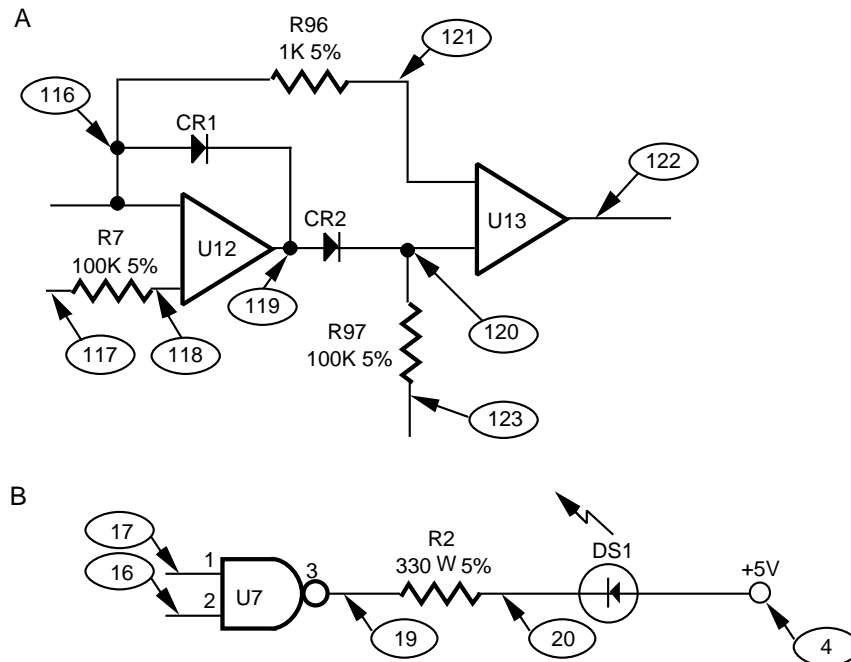 A
R96
1K 5%
121
116
CR1
122
U13
CR2
R7
100K 5%
U12
119
R97
100K 5%
120
117
118
123
B
17
16
1
2
3
U7
R2
330 W 5%
DS1
+5V
19
20
4